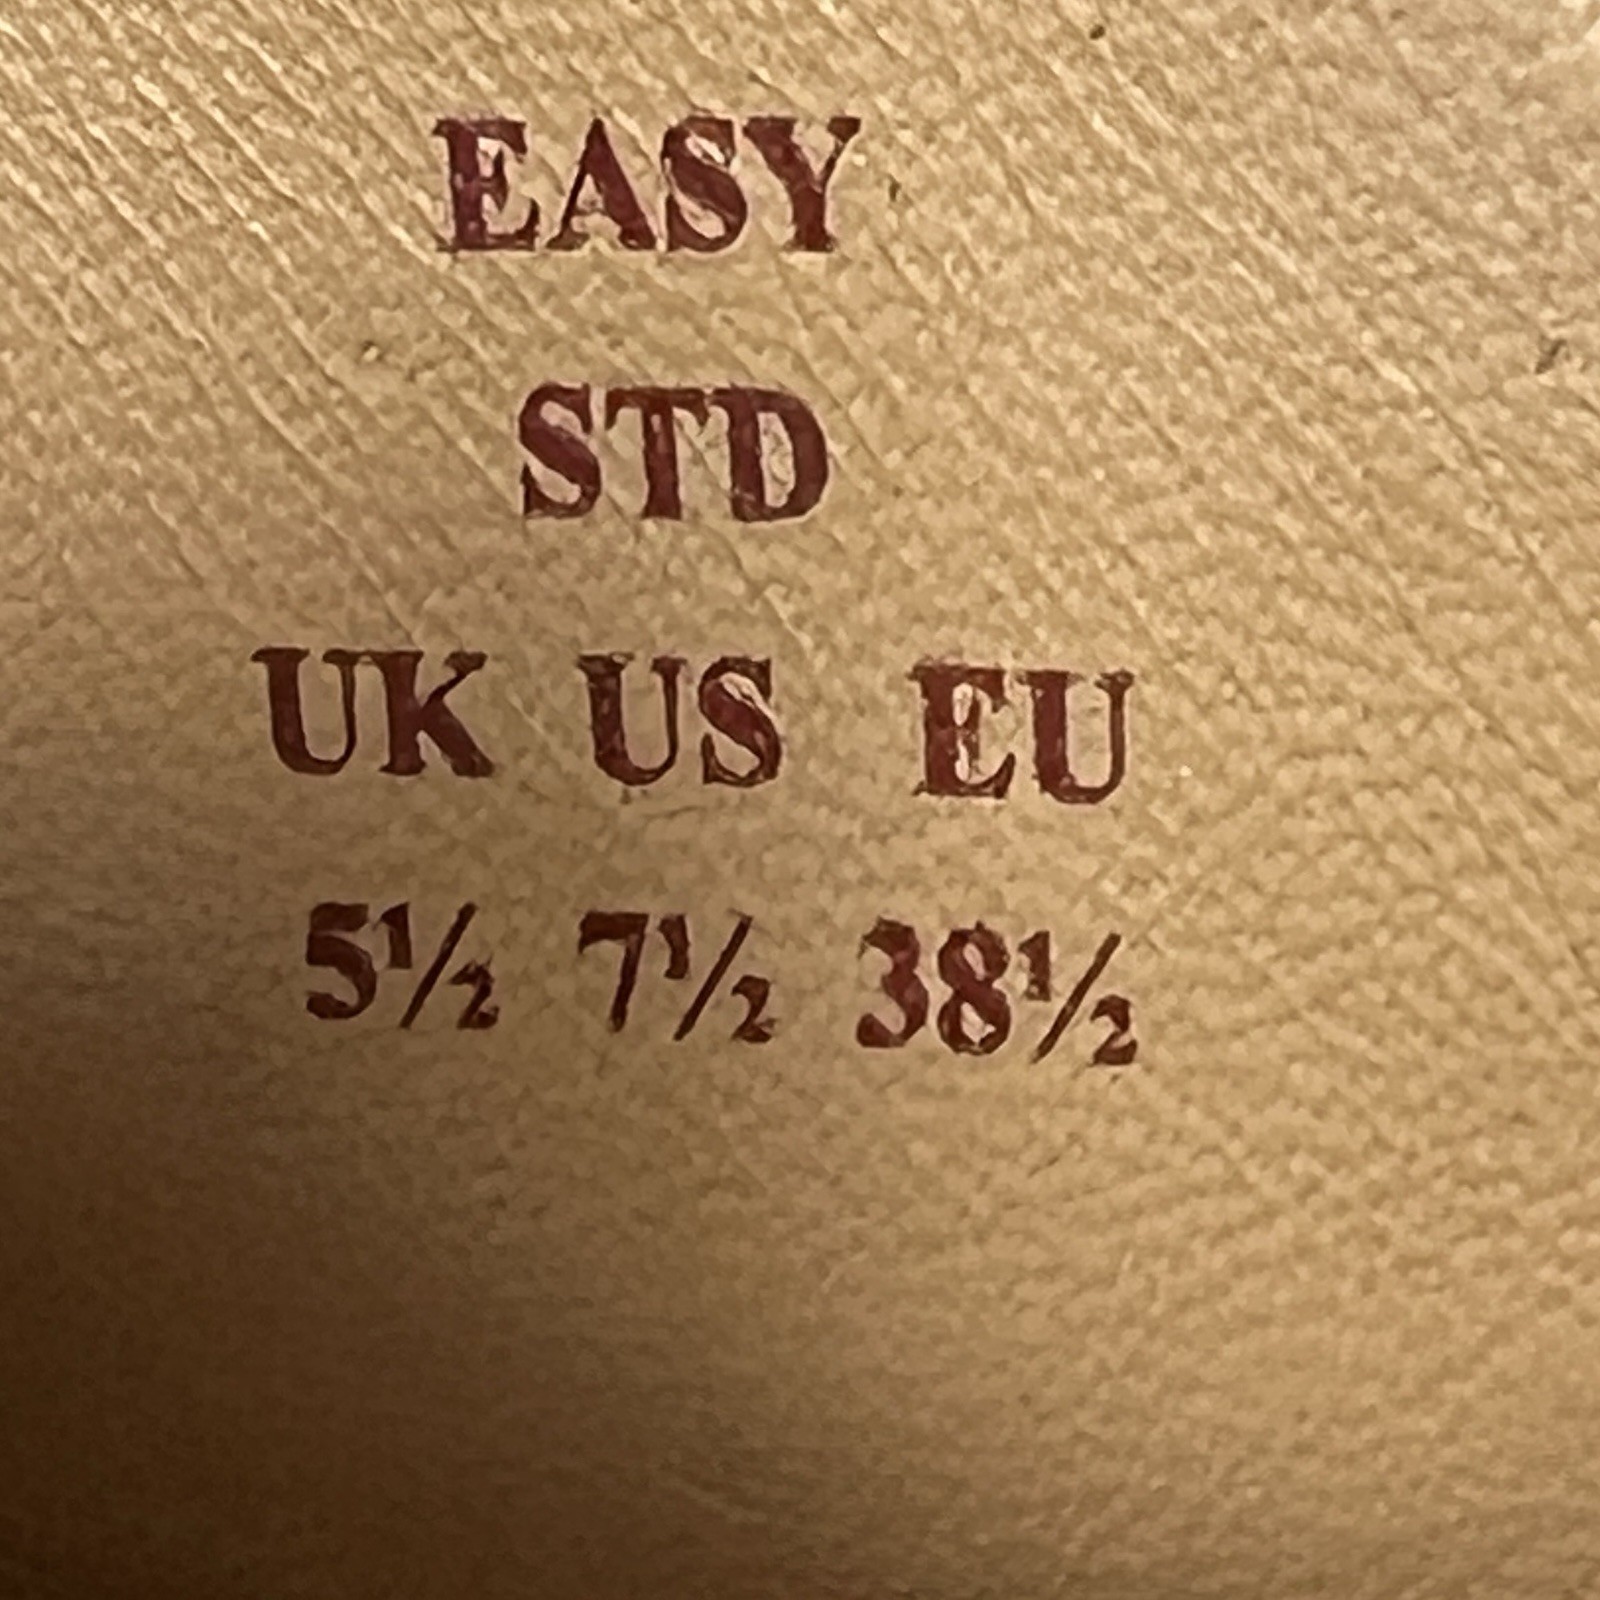 EASY
STD
UK US EU
5½ 7½ 38½